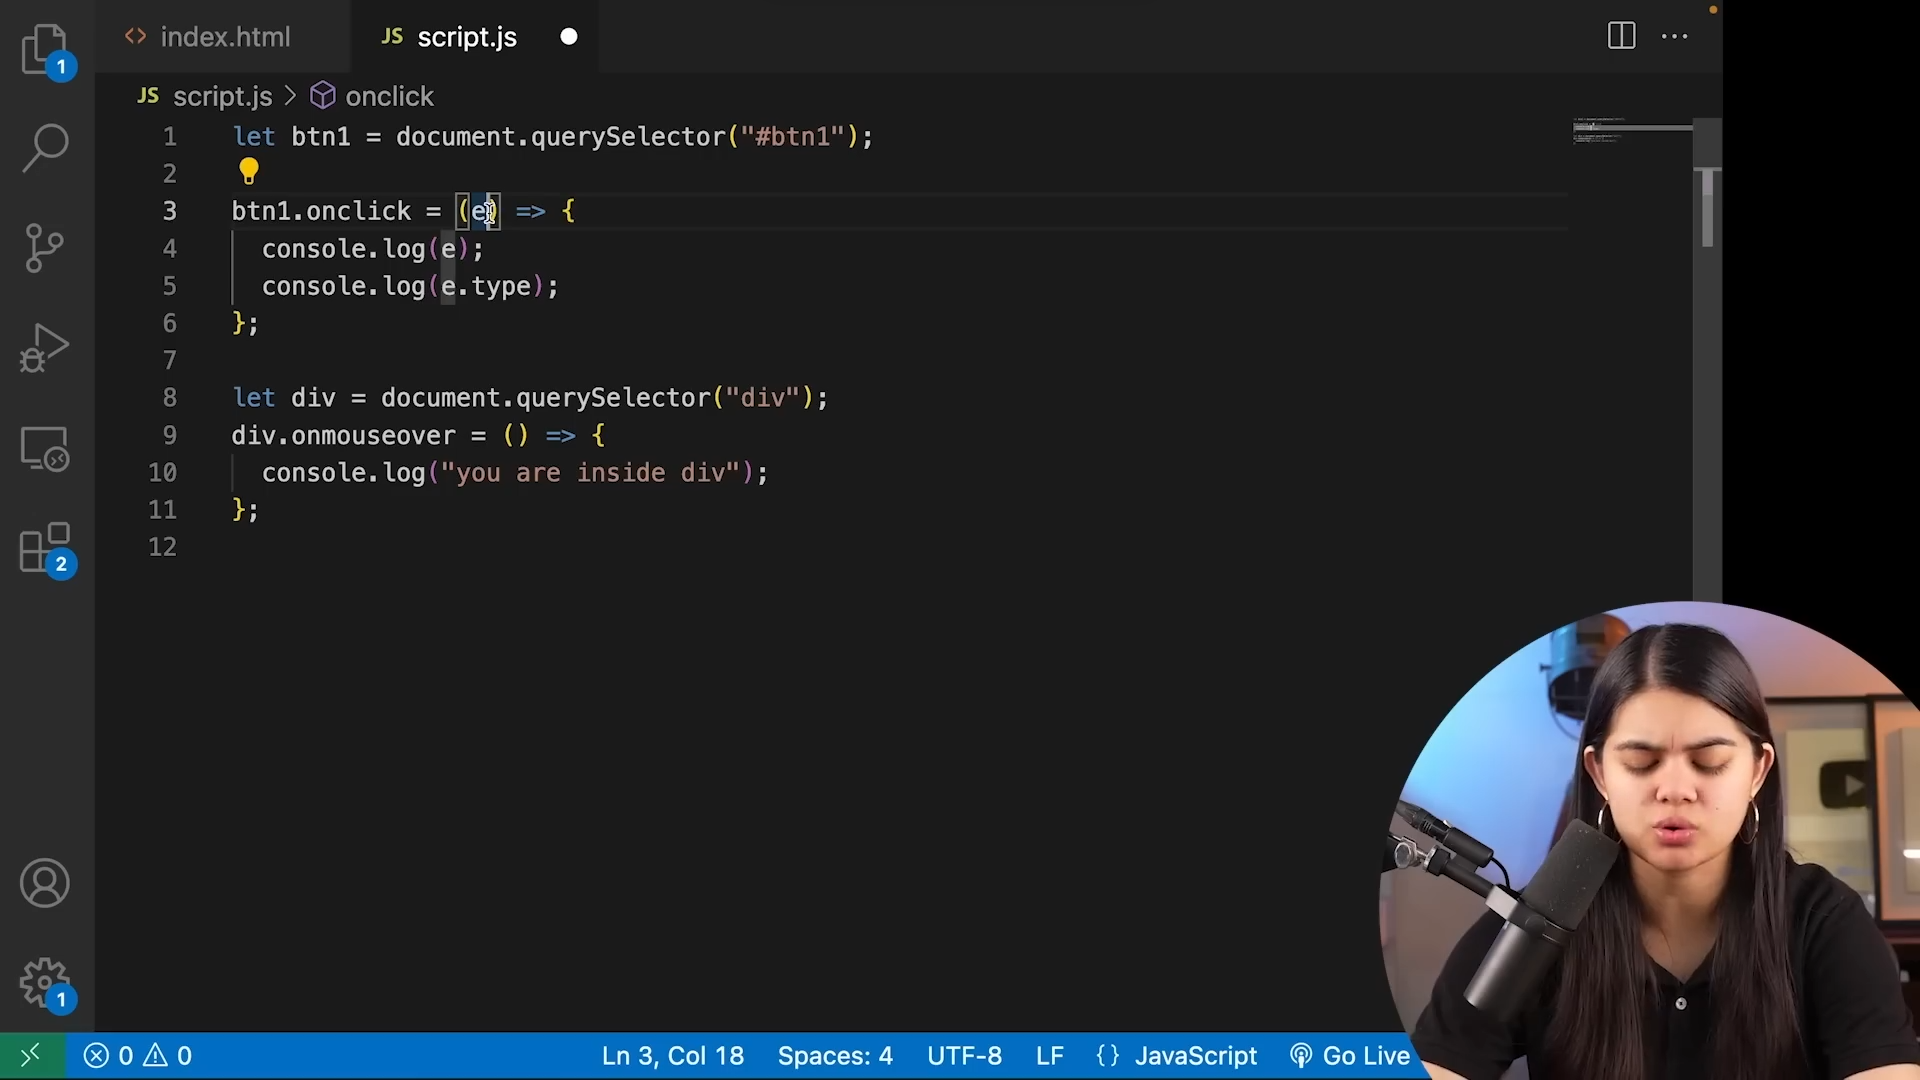 index.html
JS script.js
JS script.js > onclick
1 let btn1 = document.querySelector("#btn1");
2
3 btn1.onclick = (e) => {
4 console.log(e);
5 console.log(e.type);
6 };
7
8 let div = document.querySelector("div");
9 div.onmouseover = () => {
10 console.log("you are inside div");
11 };
12
1
2
1
0 0 Ln 3, Col 18 Spaces: 4 UTF-8 LF {} JavaScript Go Live